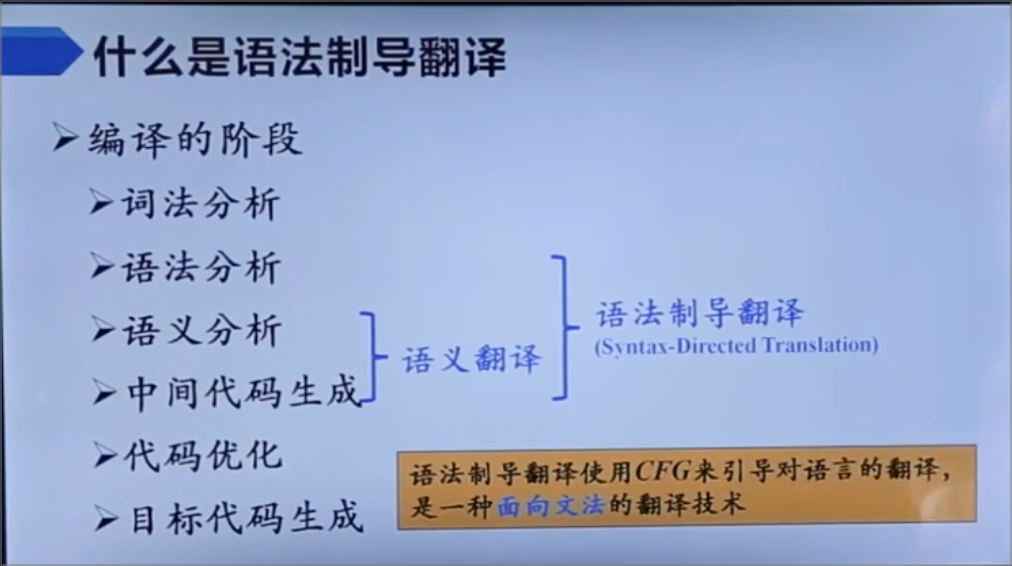 什么是语法制导翻译
编译的阶段
词法分析
语法分析
语义分析
中间代码生成
代码优化
目标代码生成
语义翻译
语法制导翻译
(Syntax-Directed Translation)
语法制导翻译使用CFG来引导对语言的翻译，
是一种面向文法的翻译技术